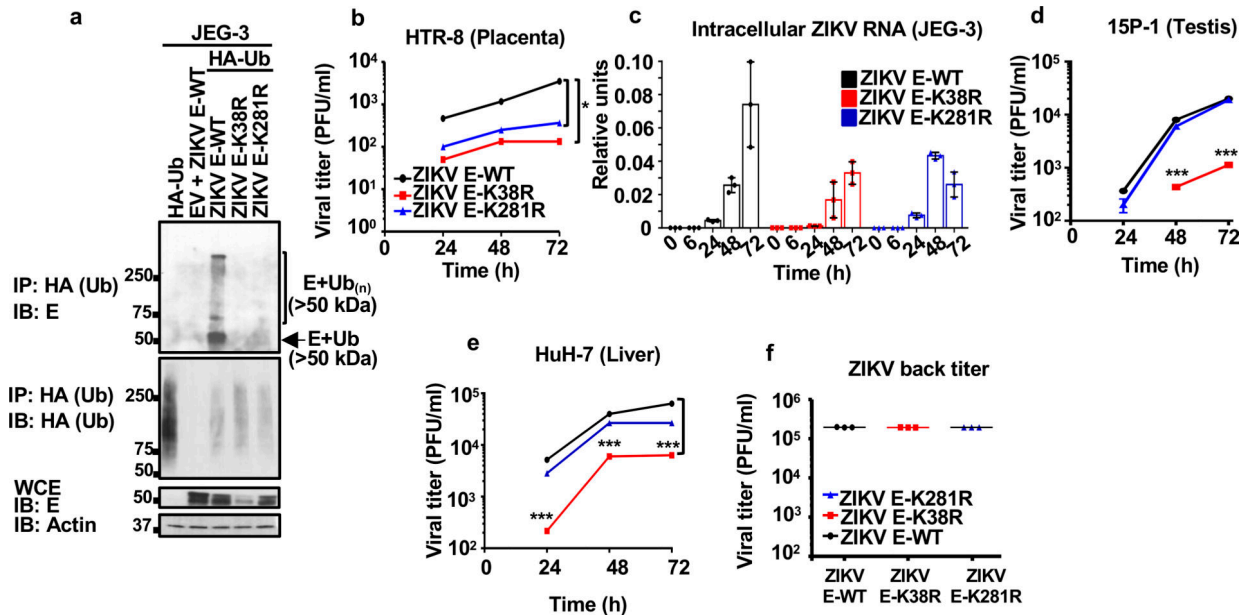 a
JEG-3
HA-Ub
HA-Ub
EV + ZIKV E-WT
ZIKV E-WT
ZIKV E-K38R
ZIKV E-K281R
IP: HA (Ub)
IB: E
250
75
50
E+Ub(n)
(>50 kDa)
E+Ub
(>50 kDa)
IP: HA (Ub)
IB: HA (Ub)
250
75
50
WCE
IB: E
50
IB: Actin
37
b
HTR-8 (Placenta)
Viral titer (PFU/ml)
10⁴
10³
10²
10¹
10⁰
*
ZIKV E-WT
ZIKV E-K38R
ZIKV E-K281R
0 24 48 72
Time (h)
c
Intracellular ZIKV RNA (JEG-3)
Relative units
0.10
0.08
0.06
0.04
0.02
0.00
ZIKV E-WT
ZIKV E-K38R
ZIKV E-K281R
0 6 24 48 72 0 6 24 48 72 0 6 24 48 72
Time (h)
d
15P-1 (Testis)
Viral titer (PFU/ml)
10⁵
10⁴
10³
10²
***
***
0 24 48 72
Time (h)
e
HuH-7 (Liver)
Viral titer (PFU/ml)
10⁵
10⁴
10³
10²
***
***
***
0 24 48 72
Time (h)
f
ZIKV back titer
Viral titer (PFU/ml)
10⁶
10⁵
10⁴
10³
10²
ZIKV E-K281R
ZIKV E-K38R
ZIKV E-WT
ZIKV ZIKV ZIKV
E-WT E-K38R E-K281R